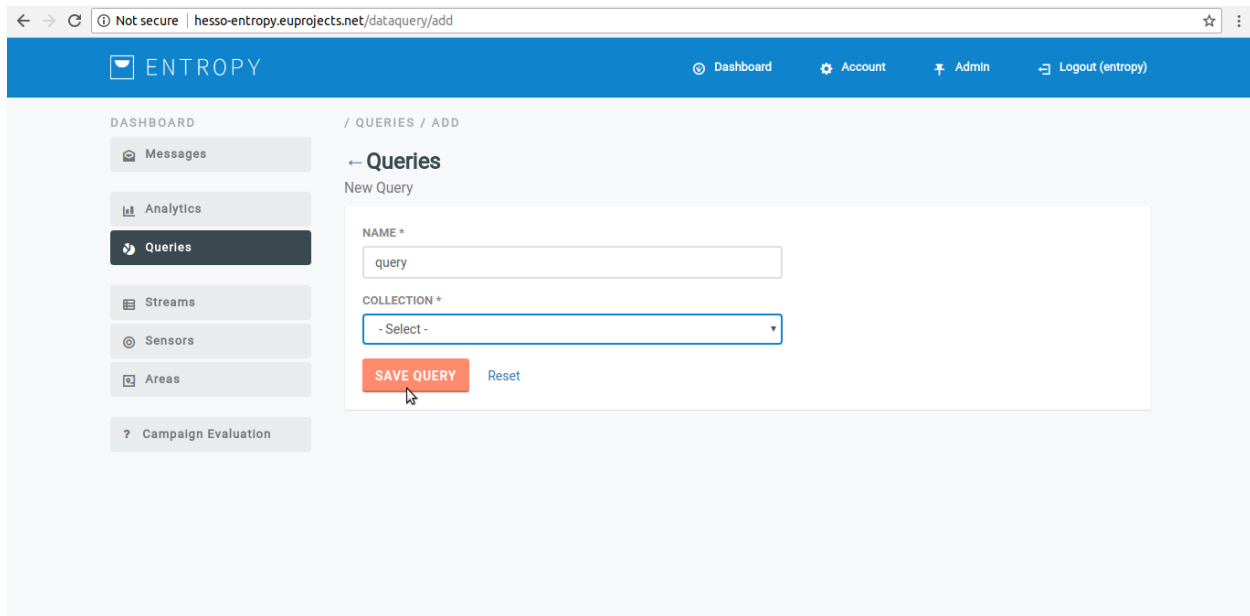 Not secure | hesso-entropy.euprojects.net/dataquery/add
ENTROPY
Dashboard
Account
Admin
Logout (entropy)
DASHBOARD
Messages
Analytics
Queries
Streams
Sensors
Areas
? Campaign Evaluation
/ QUERIES / ADD
←Queries
New Query
NAME *
query
COLLECTION *
- Select -
SAVE QUERY
Reset